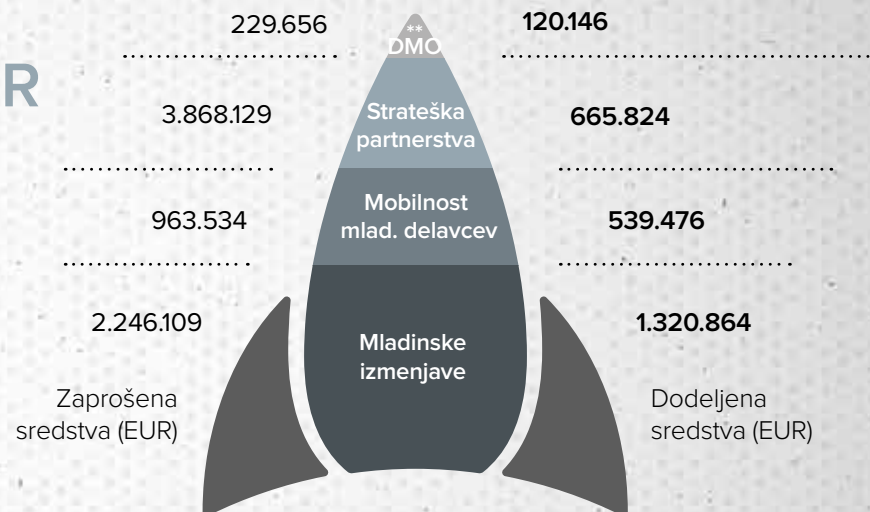 229.656
**
DMO
120.146
R
3.868.129
Strateška
partnerstva
665.824
963.534
Mobilnost
mlad. delavcev
539.476
2.246.109
Mladinske
izmenjave
1.320.864
Zaprošena
sredstva (EUR)
Dodeljena
sredstva (EUR)